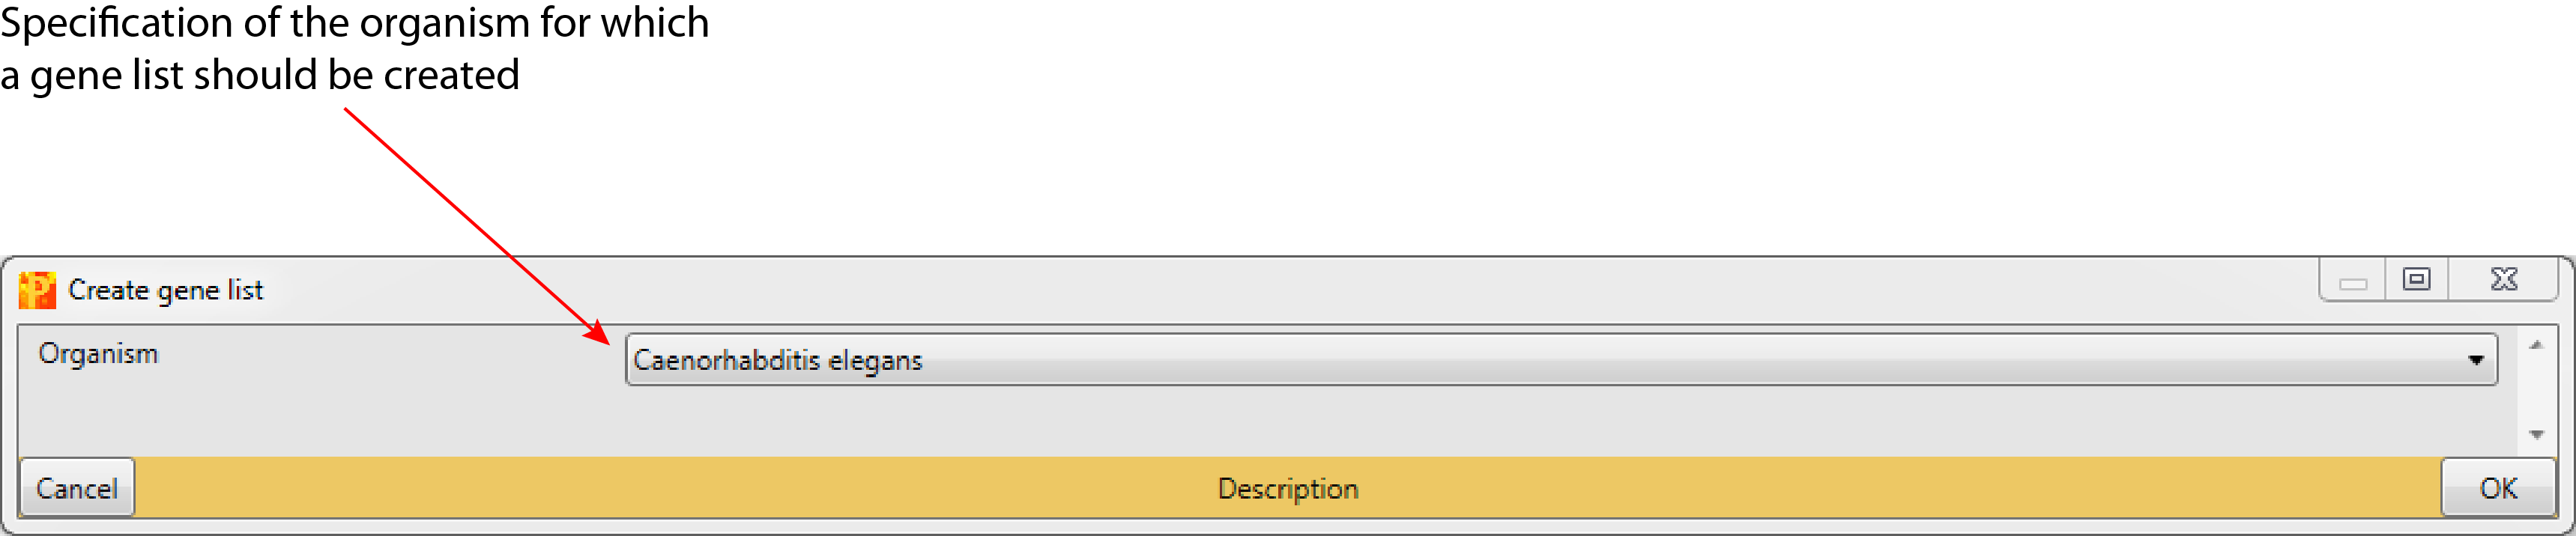 Specification of the organism for which
a gene list should be created
P
Create gene list
Organism
Caenorhabditis elegans
Cancel
Description
OK